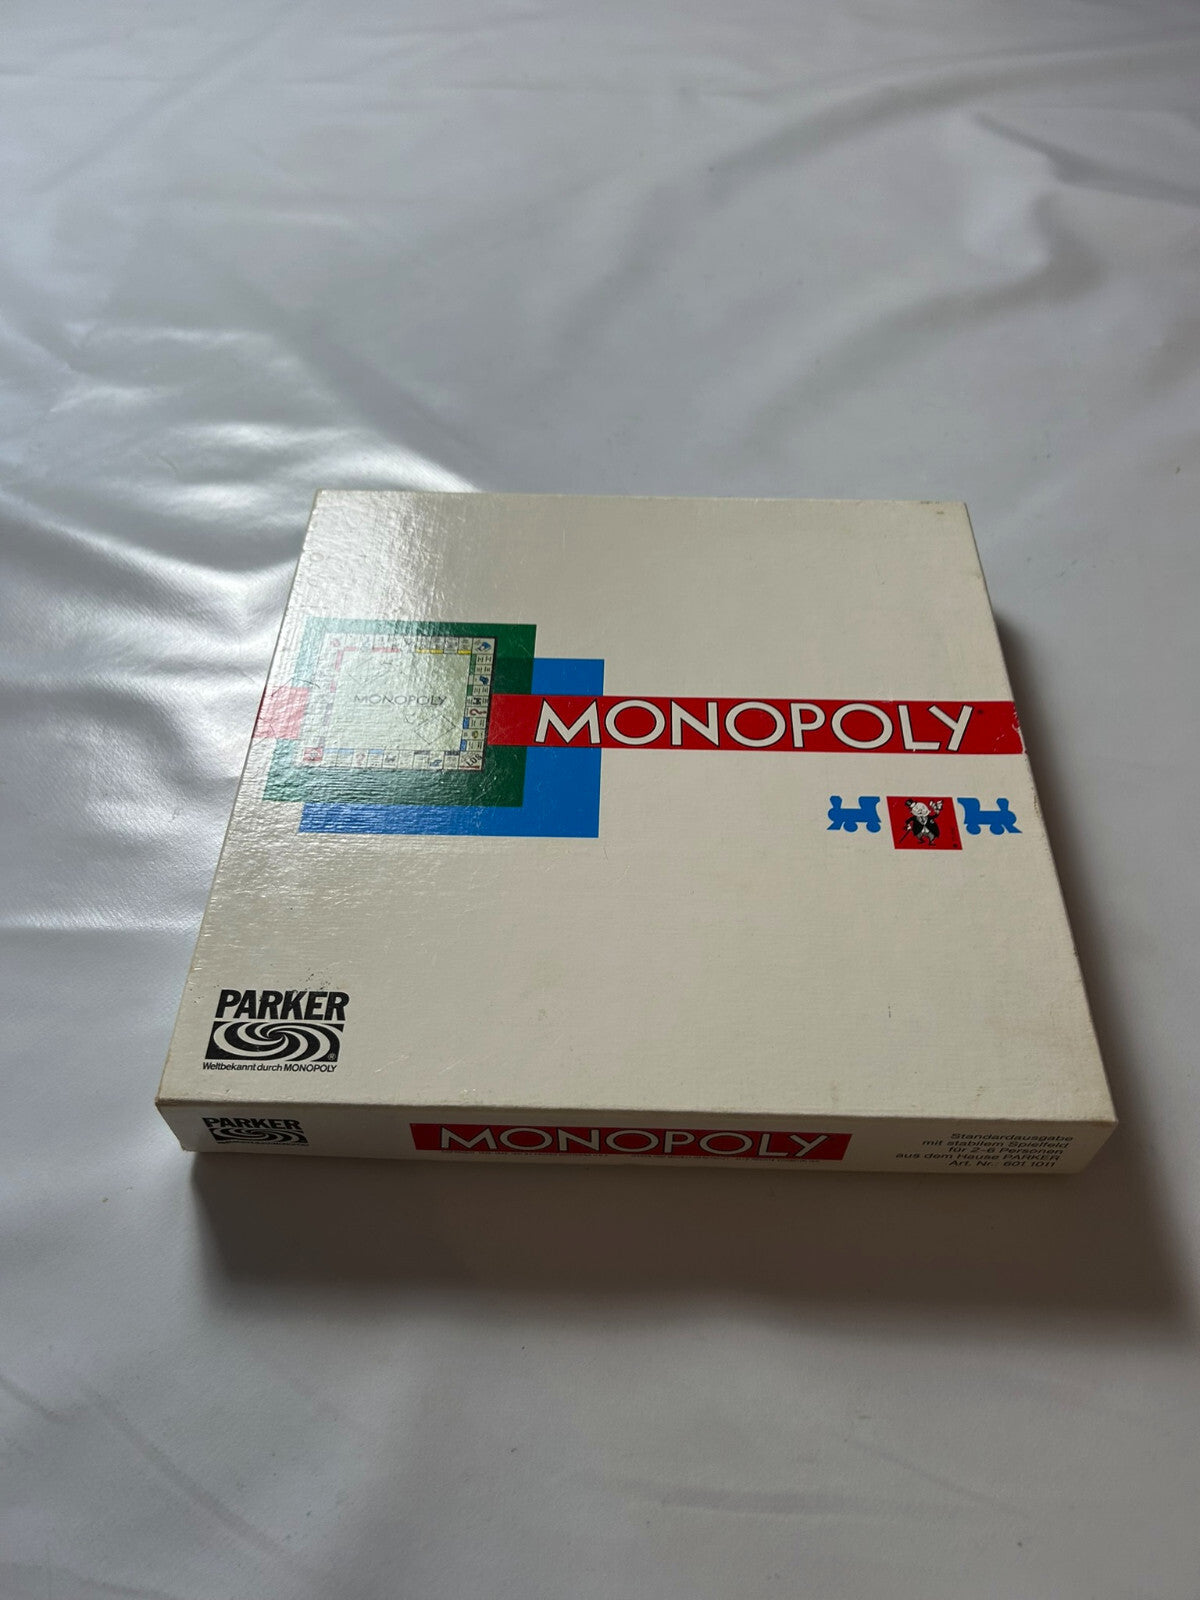 MONOPOLY
MONOPOLY®
PARKER
®
Weltbekannt durch MONOPOLY
PARKER
MONOPOLY
Standardausgabe
mit stabilem Spielfeld
für 2-6 Personen
aus dem Hause PARKER
Art. Nr.: 601 1011